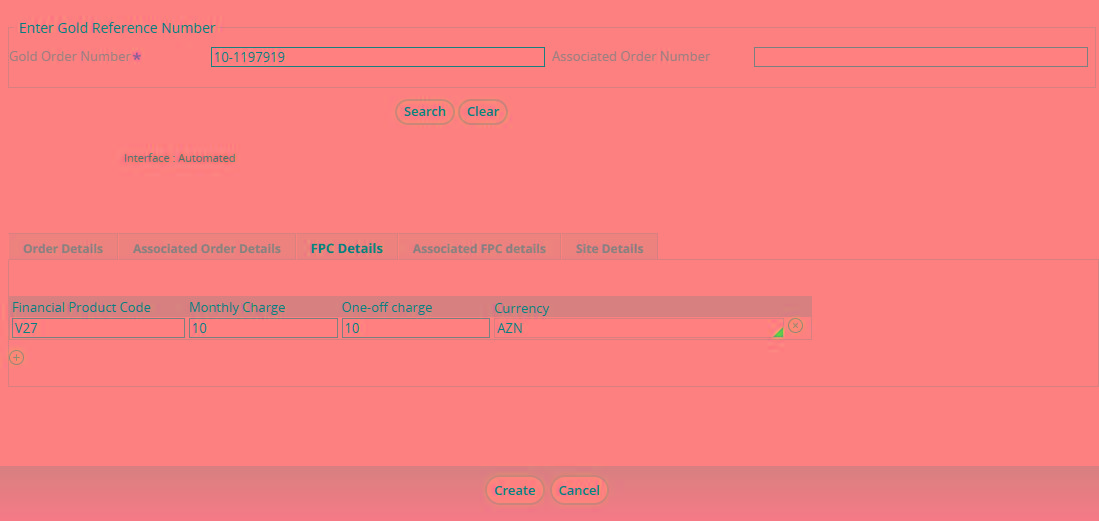 Enter Gold Reference Number
Gold Order Number* 10-1197919 Associated Order Number
Search Clear
Interface : Automated
Order Details Associated Order Details FPC Details Associated FPC details Site Details
Financial Product Code Monthly Charge One-off charge Currency
V27 10 10 AZN
Create Cancel